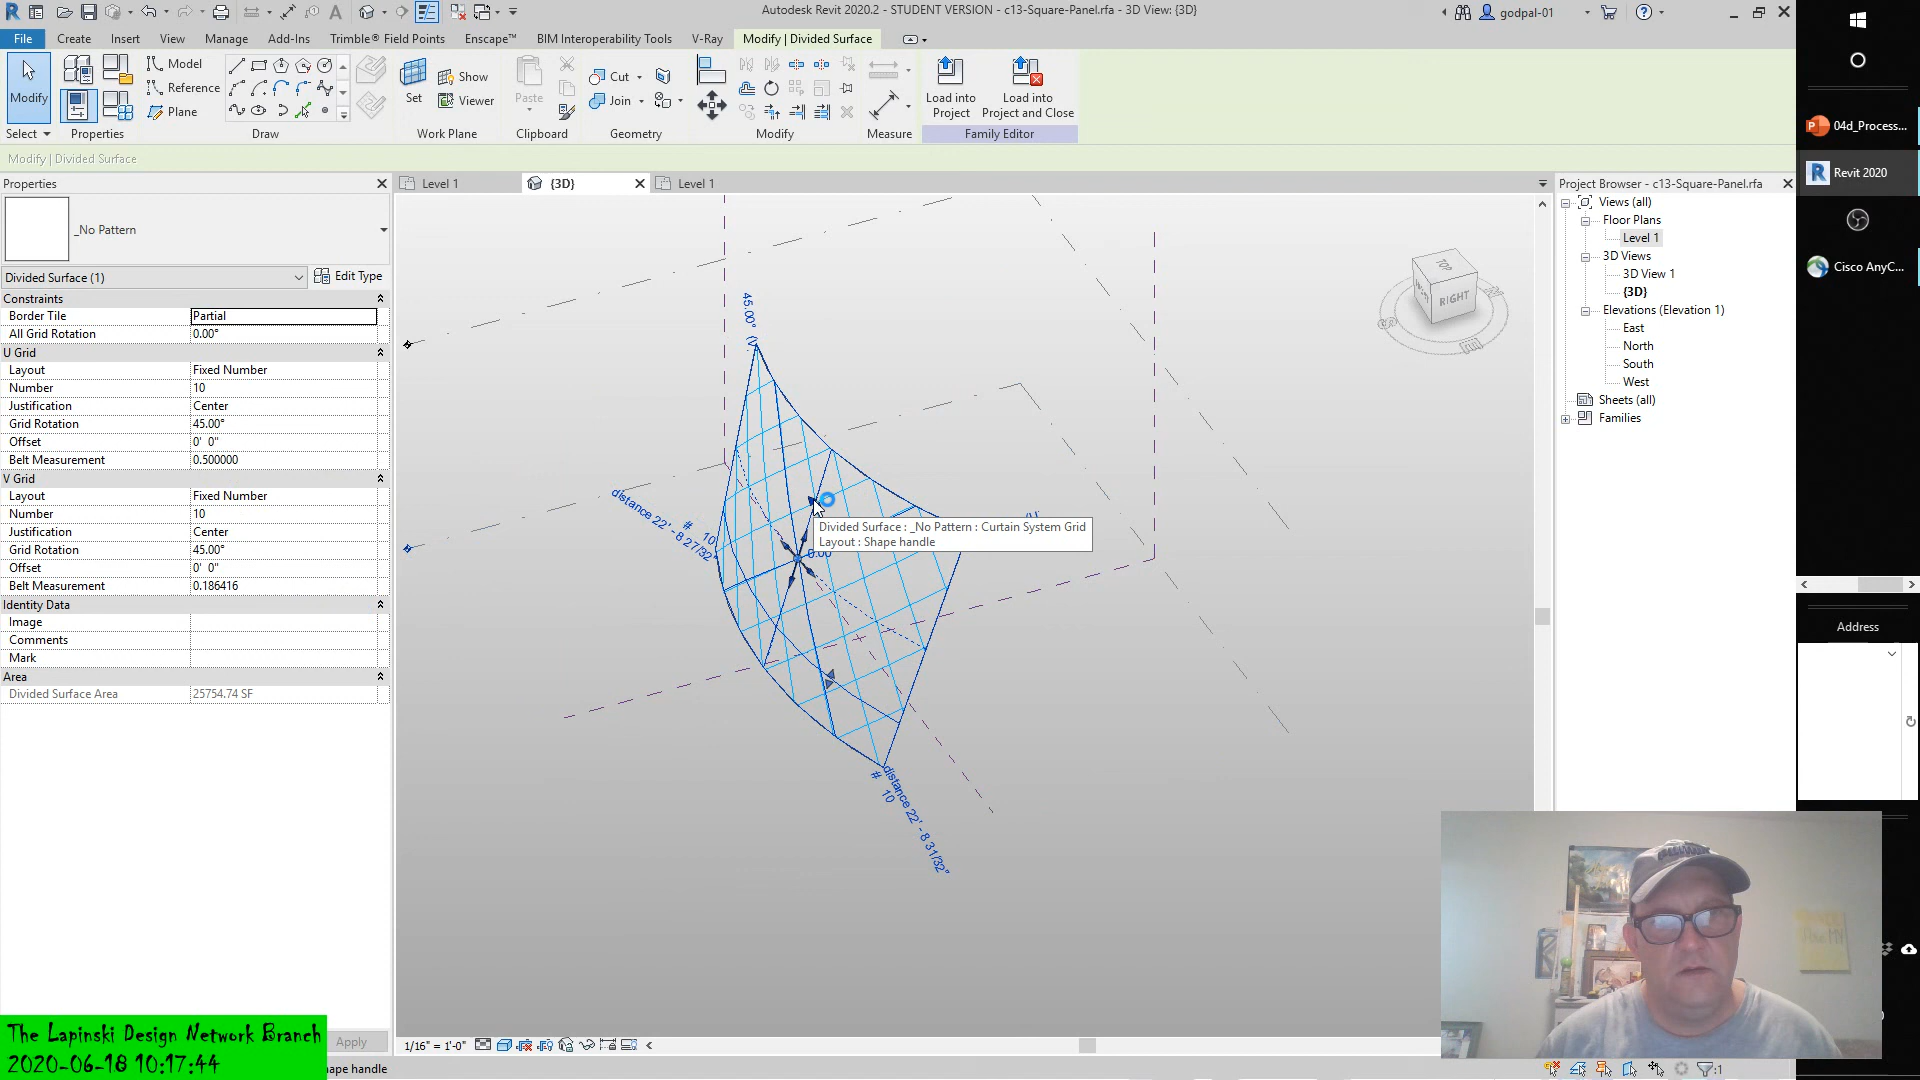 Autodesk Revit 2020.2 - STUDENT VERSION - c13-Square-Panel.rfa - 3D View: {3D}
godpal-01
File Create Insert View Manage Add-Ins Trimble® Field Points Enscape™ BIM Interoperability Tools V-Ray Modify | Divided Surface
Modify
Model
Reference
Plane
Set
Show
Viewer
Paste
Cut
Join
Load into Project
Load into Project and Close
Select Properties Draw Work Plane Clipboard Geometry Modify Measure Family Editor
Modify | Divided Surface
Properties
_No Pattern
Divided Surface (1)
Edit Type
Constraints
Border Tile Partial
All Grid Rotation 0.00°
U Grid
Layout Fixed Number
Number 10
Justification Center
Grid Rotation 45.00°
Offset 0' 0"
Belt Measurement 0.500000
V Grid
Layout Fixed Number
Number 10
Justification Center
Grid Rotation 45.00°
Offset 0' 0"
Belt Measurement 0.186416
Identity Data
Image
Comments
Mark
Area
Divided Surface Area 25754.74 SF
Apply
Level 1
{3D}
Level 1
45.00°
distance 22' - 8 27/32"
# 10
Divided Surface : _No Pattern : Curtain System Grid
Layout : Shape handle
distance 22' - 8 31/32"
# 10
TOP
RIGHT
1/16" = 1'-0"
Project Browser - c13-Square-Panel.rfa
Views (all)
Floor Plans
Level 1
3D Views
3D View 1
{3D}
Elevations (Elevation 1)
East
North
South
West
Sheets (all)
Families
04d_Process...
Revit 2020
Cisco AnyC...
Address
:1
The Lapinski Design Network Branch
2020-06-18 10:17:44
hape handle